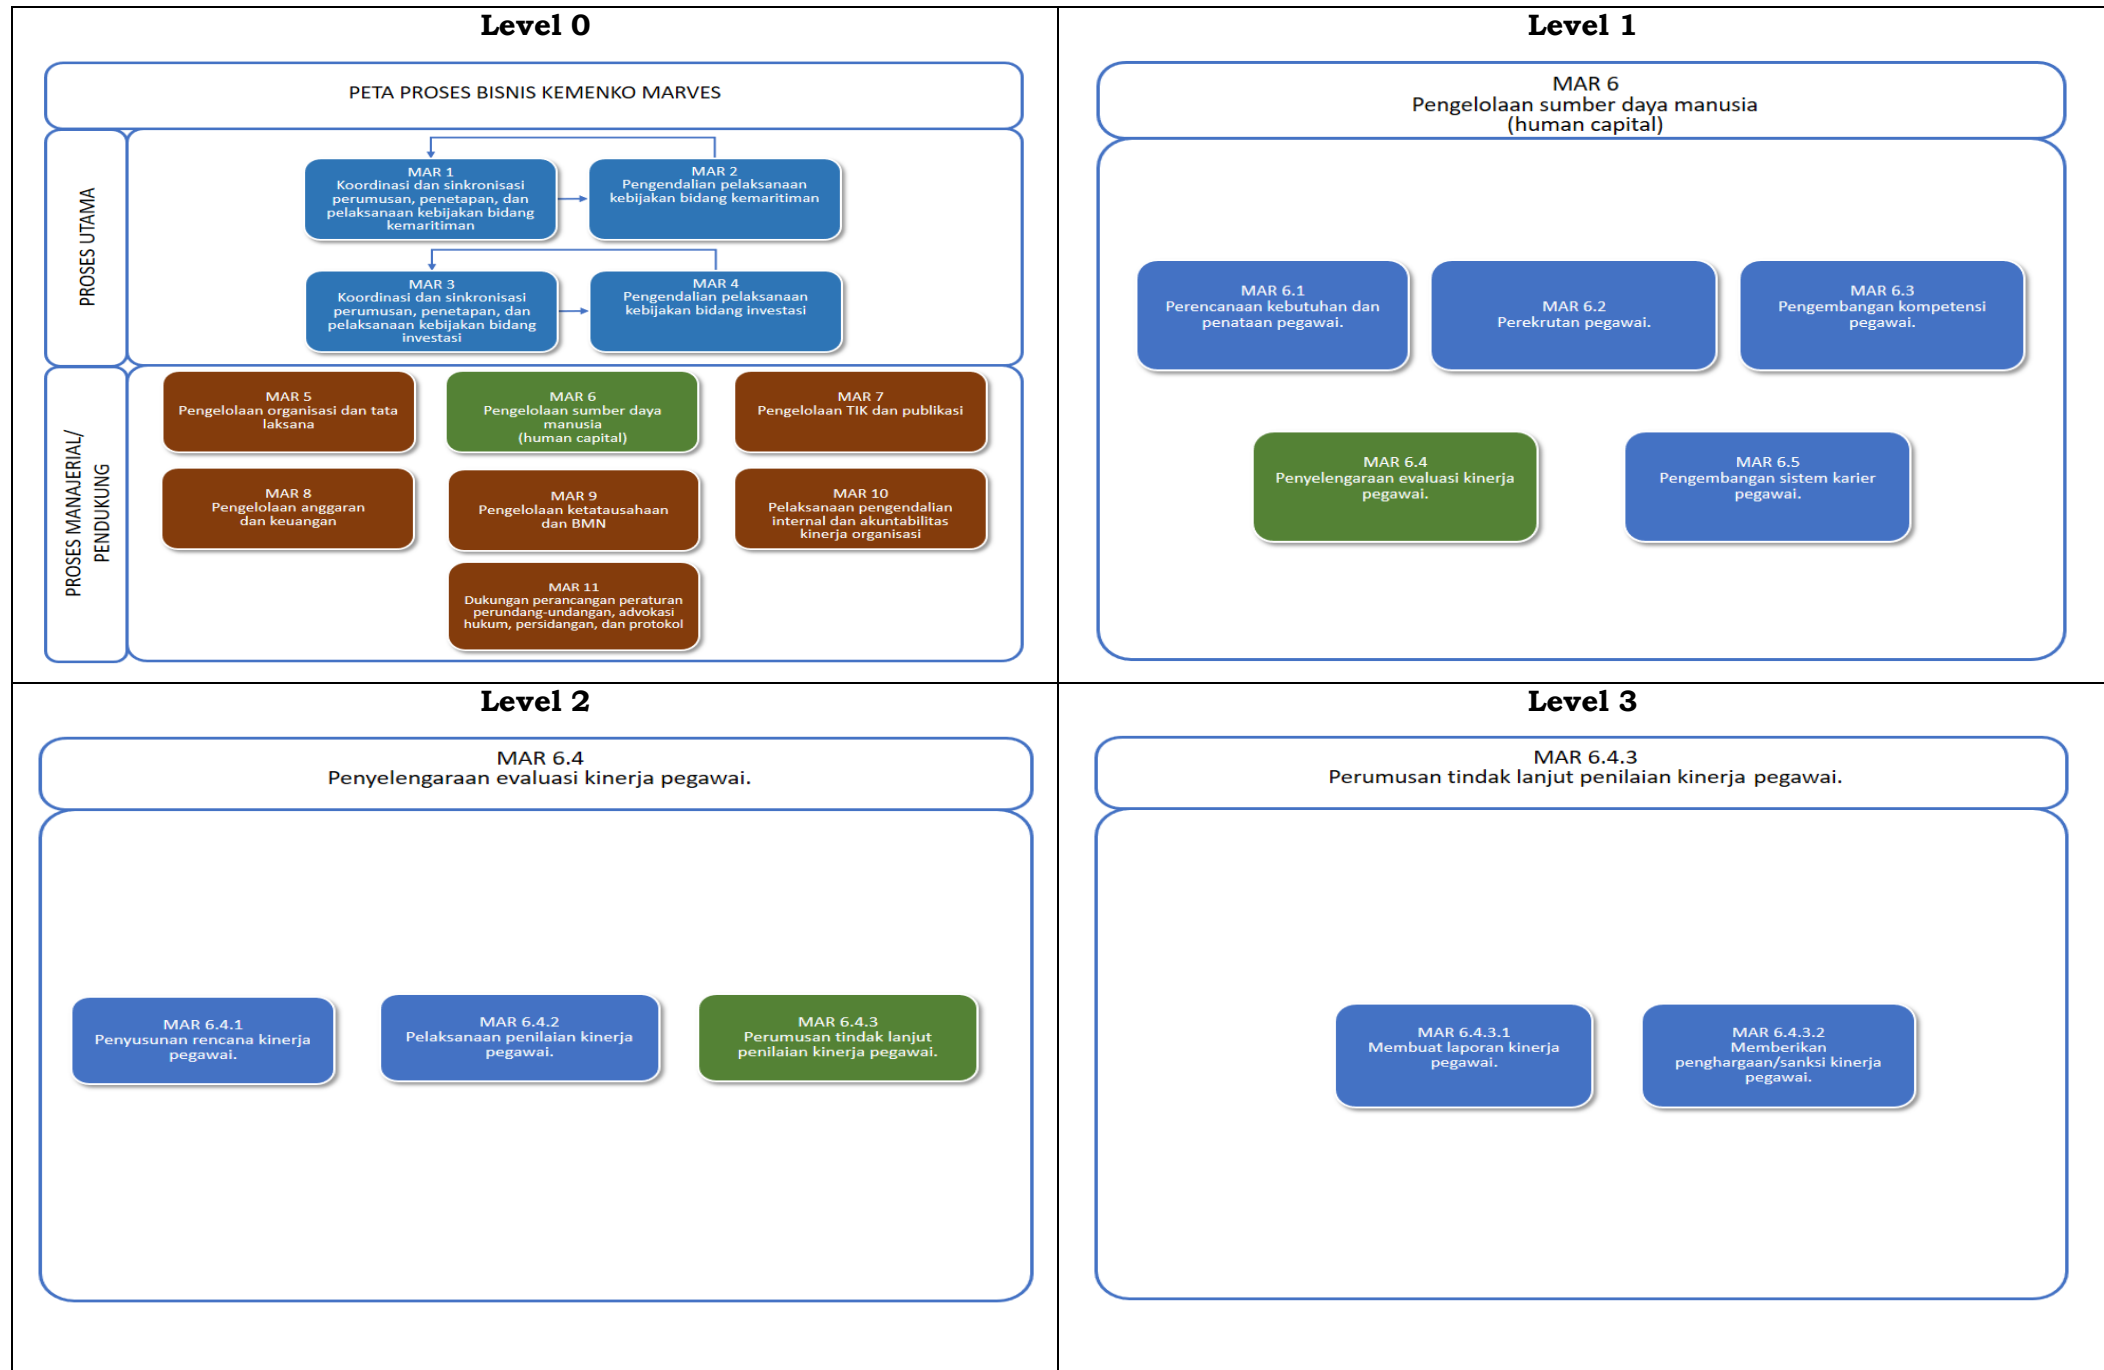 Level 0
PETA PROSES BISNIS KEMENKO MARVES
PROSES UTAMA
MAR 1
Koordinasi dan sinkronisasi
perumusan, penetapan, dan
pelaksanaan kebijakan bidang
kemaritiman
MAR 2
Pengendalian pelaksanaan
kebijakan bidang kemaritiman
MAR 3
Koordinasi dan sinkronisasi
perumusan, penetapan, dan
pelaksanaan kebijakan bidang
investasi
MAR 4
Pengendalian pelaksanaan
kebijakan bidang investasi
PROSES MANAJERIAL/
PENDUKUNG
MAR 5
Pengelolaan organisasi dan tata
laksana
MAR 6
Pengelolaan sumber daya
manusia
(human capital)
MAR 7
Pengelolaan TIK dan publikasi
MAR 8
Pengelolaan anggaran
dan keuangan
MAR 9
Pengelolaan ketatausahaan
dan BMN
MAR 10
Pelaksanaan pengendalian
internal dan akuntabilitas
kinerja organisasi
MAR 11
Dukungan perancangan peraturan
perundang-undangan, advokasi
hukum, persidangan, dan protokol
Level 1
MAR 6
Pengelolaan sumber daya manusia
(human capital)
MAR 6.1
Perencanaan kebutuhan dan
penataan pegawai.
MAR 6.2
Perekrutan pegawai.
MAR 6.3
Pengembangan kompetensi
pegawai.
MAR 6.4
Penyelengaraan evaluasi kinerja
pegawai.
MAR 6.5
Pengembangan sistem karier
pegawai.
Level 2
MAR 6.4
Penyelengaraan evaluasi kinerja pegawai.
MAR 6.4.1
Penyusunan rencana kinerja
pegawai.
MAR 6.4.2
Pelaksanaan penilaian kinerja
pegawai.
MAR 6.4.3
Perumusan tindak lanjut
penilaian kinerja pegawai.
Level 3
MAR 6.4.3
Perumusan tindak lanjut penilaian kinerja pegawai.
MAR 6.4.3.1
Membuat laporan kinerja
pegawai.
MAR 6.4.3.2
Memberikan
penghargaan/sanksi kinerja
pegawai.